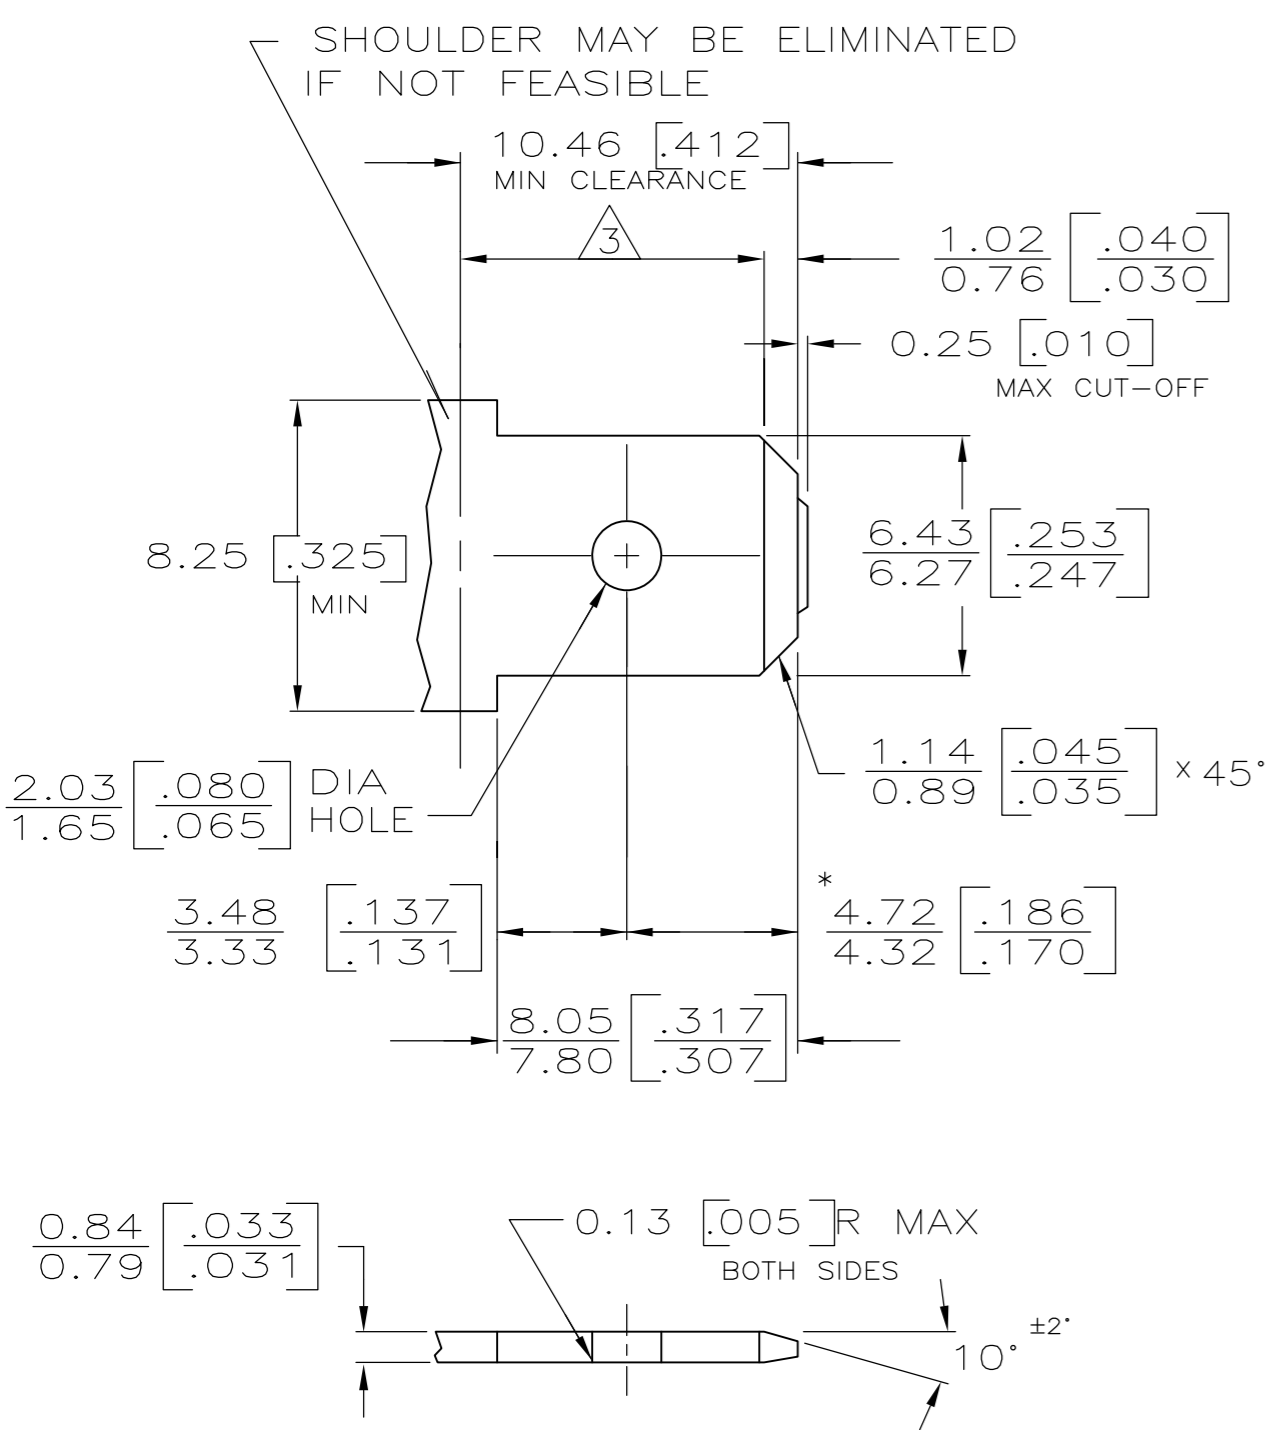 SHOULDER MAY BE ELIMINATED
IF NOT FEASIBLE
10.46 [.412]
MIN CLEARANCE
3
1.02 [.040
0.76 .030]
0.25 [.010]
MAX CUT-OFF
8.25 [.325]
MIN
6.43 [.253
6.27 .247]
2.03 [.080] DIA
1.65 [.065] HOLE
1.14 [.045] x 45°
0.89 [.035]
3.48 [.137
3.33 .131]
*
4.72 [.186
4.32 .170]
8.05 [.317
7.80 .307]
0.84 [.033
0.79 .031]
0.13 [.005]R MAX
BOTH SIDES
10° ±2°